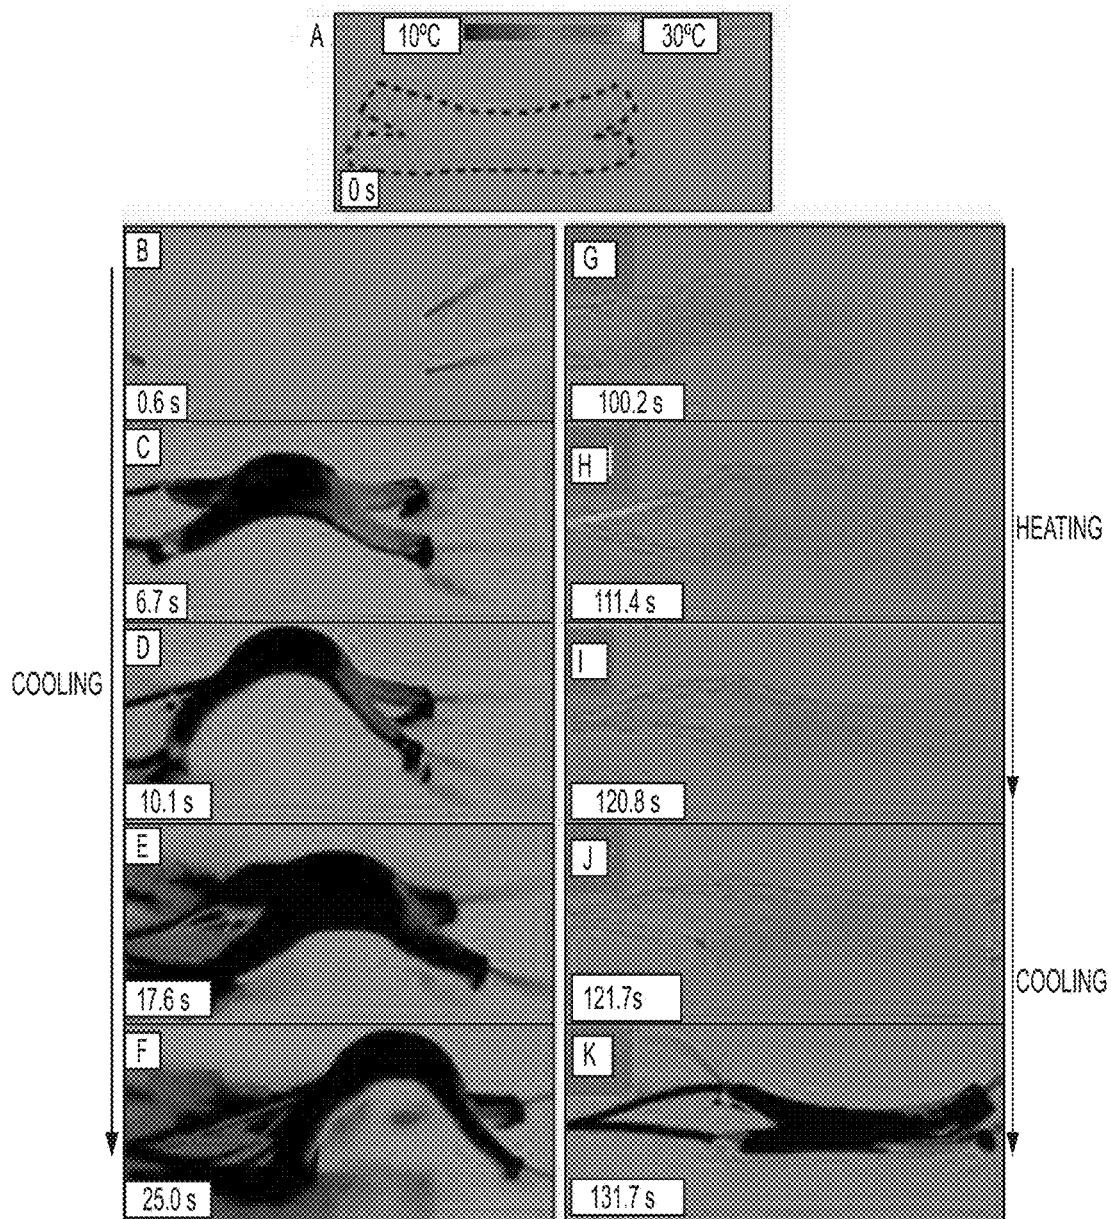 A
10ºC
30ºC
0 s
B
0.6 s
C
6.7 s
D
10.1 s
E
17.6 s
F
25.0 s
COOLING
G
100.2 s
H
111.4 s
I
120.8 s
J
121.7s
K
131.7 s
HEATING
COOLING